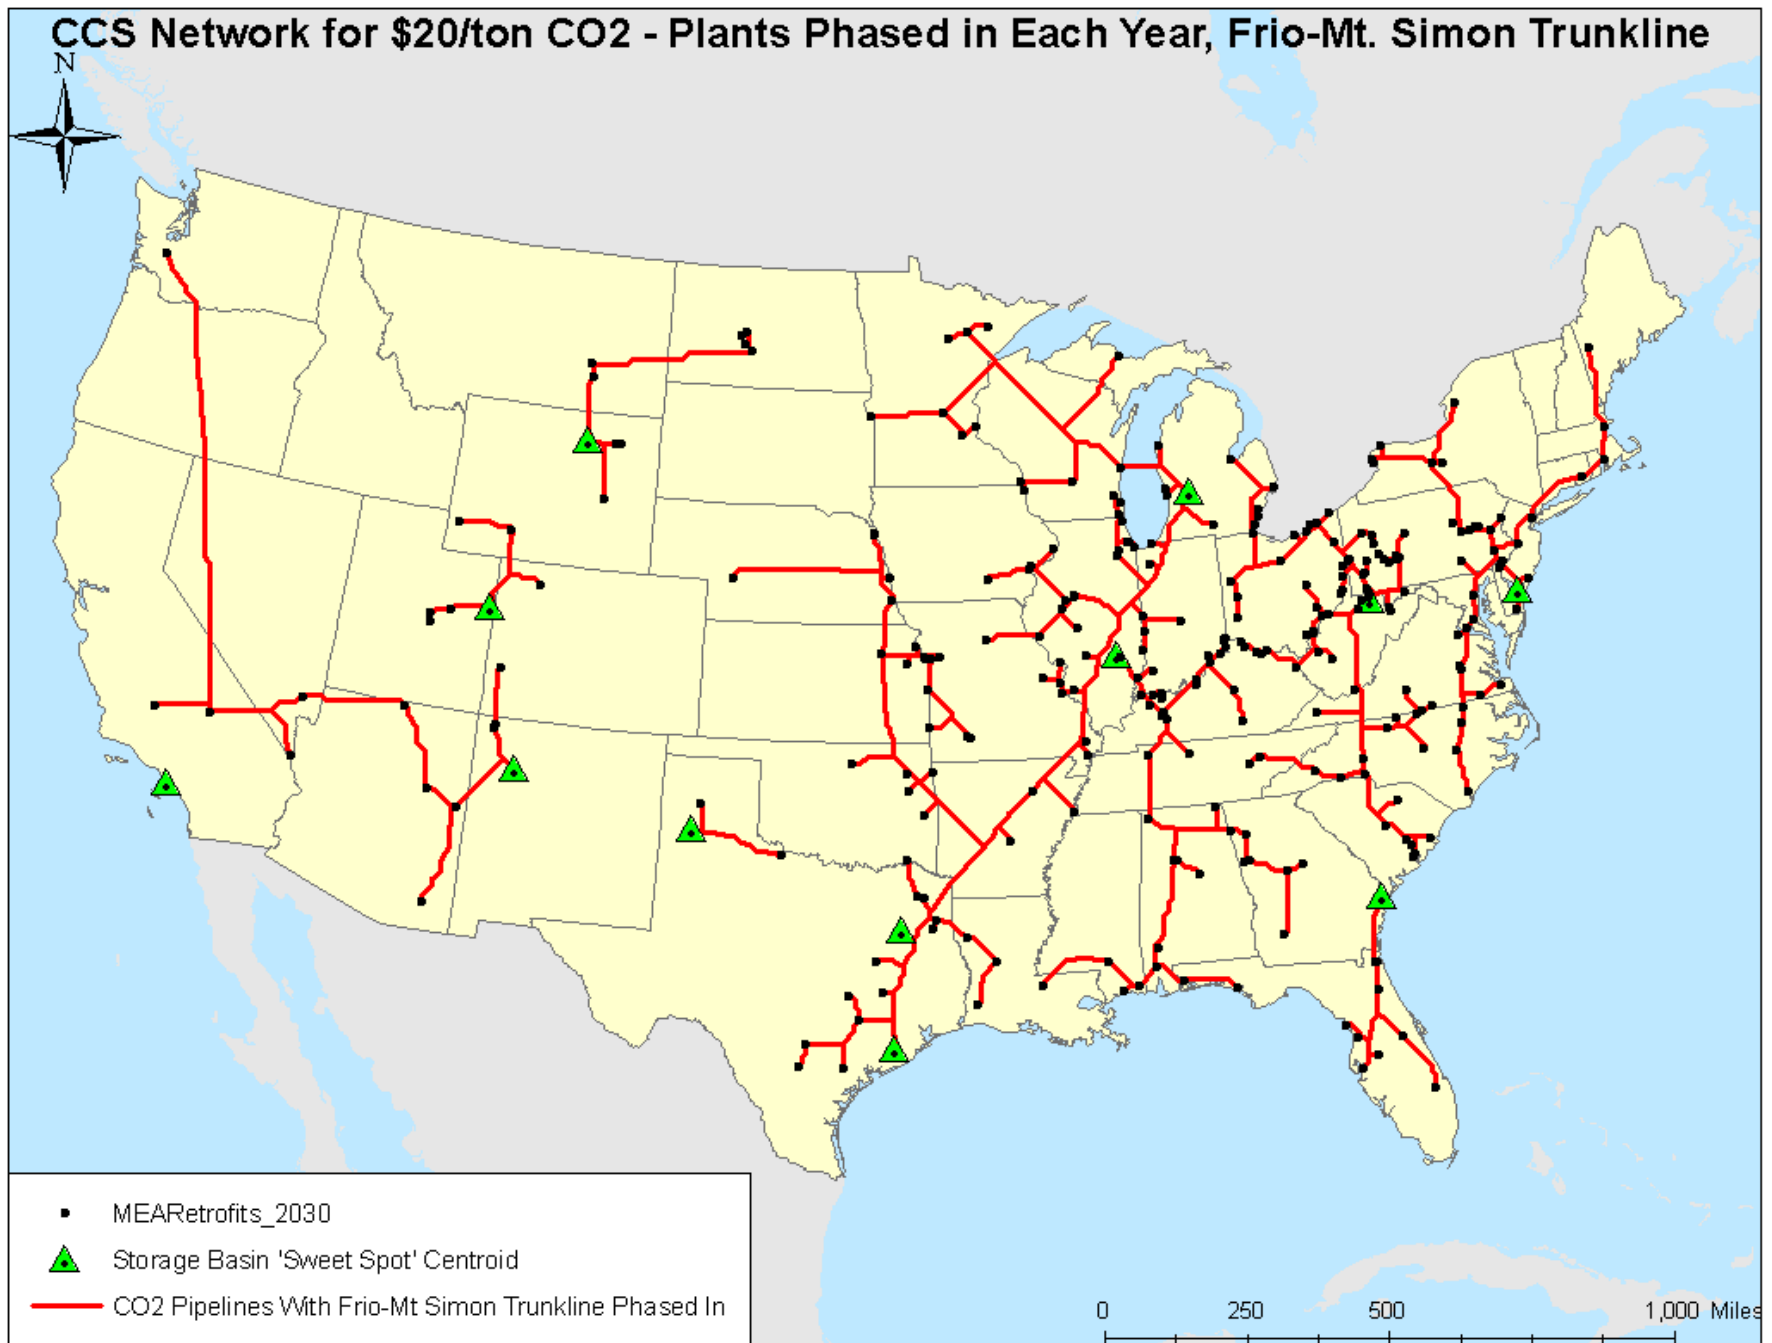 CCS Network for $20/ton CO2 - Plants Phased in Each Year, Frio-Mt. Simon Trunkline
N
MEARetrofits_2030
Storage Basin 'Sweet Spot' Centroid
CO2 Pipelines With Frio-Mt Simon Trunkline Phased In
0 250 500 1,000 Miles